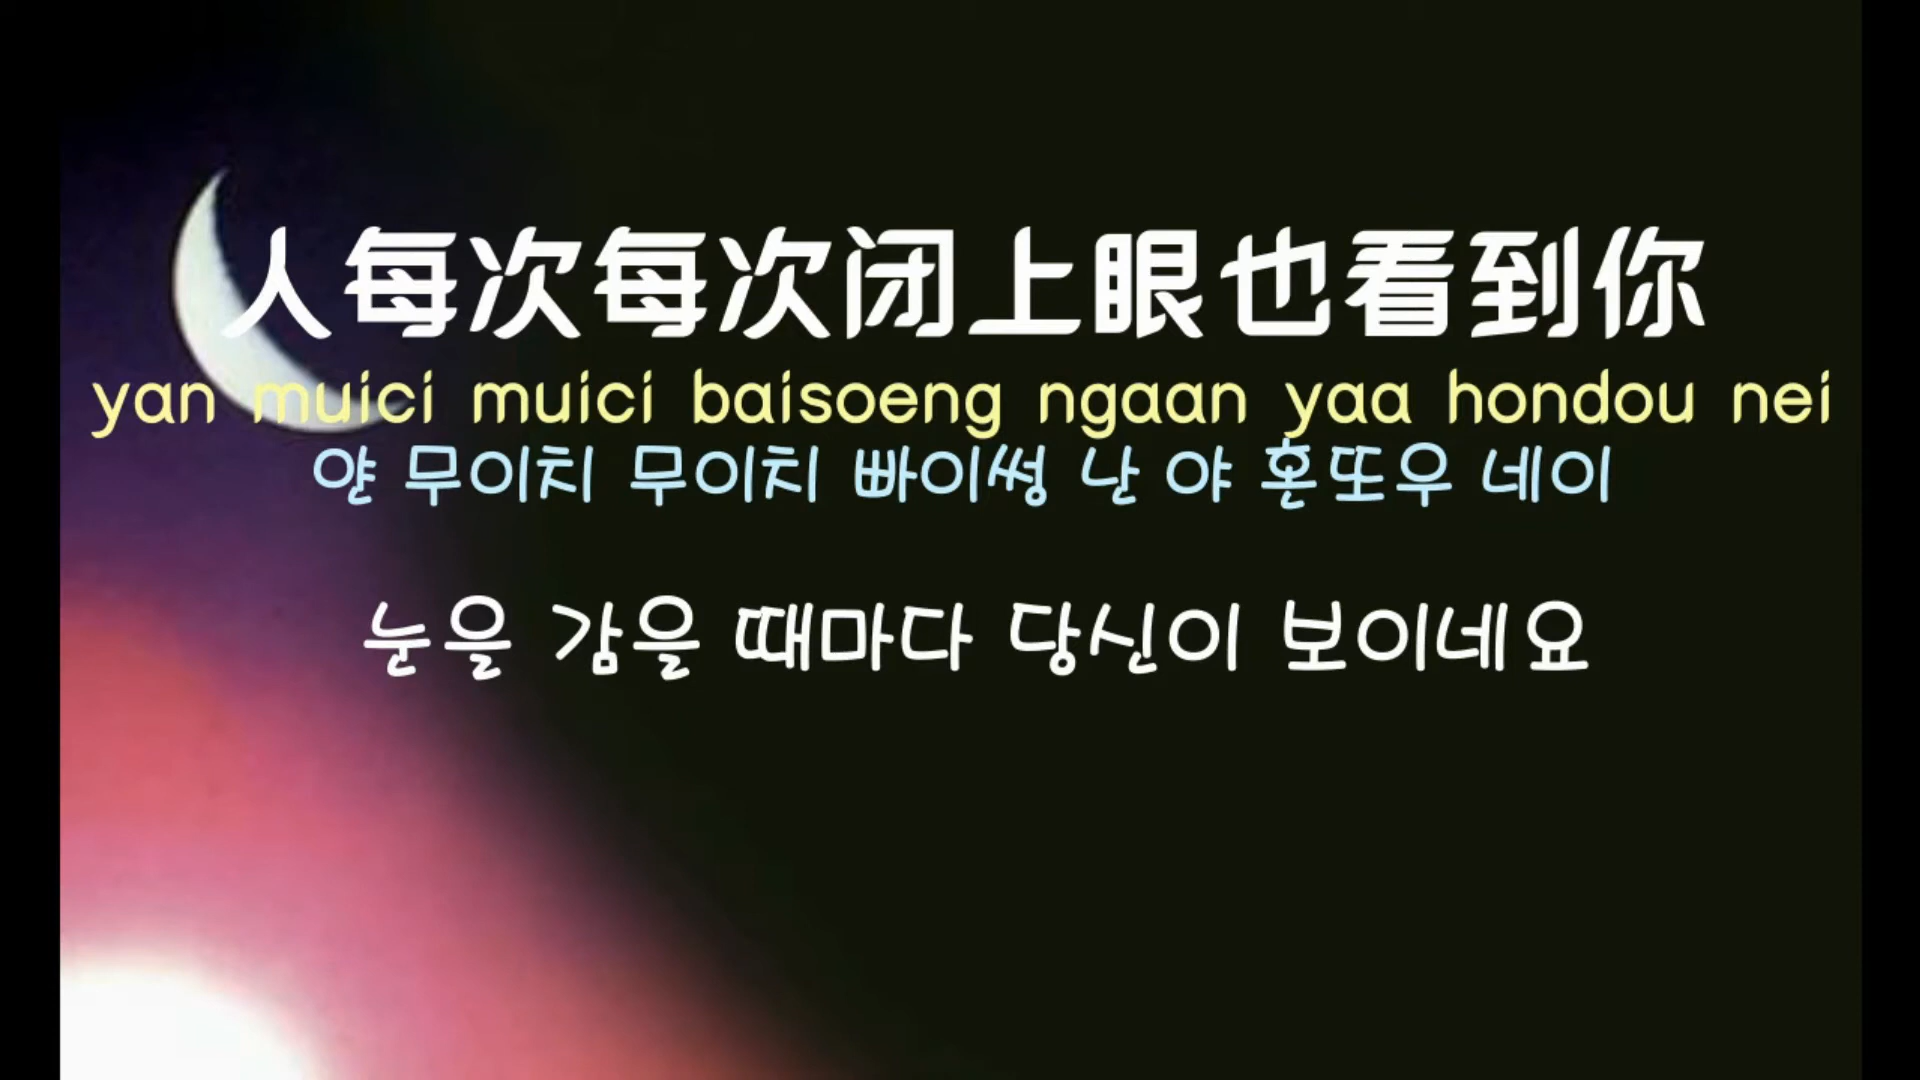 人每次每次闭上眼也看到你
yan muici muici baisoeng ngaan yaa hondou nei
얀 무이치 무이치 빠이썽 난 야 혼또우 네이
눈을 감을 때마다 당신이 보이네요